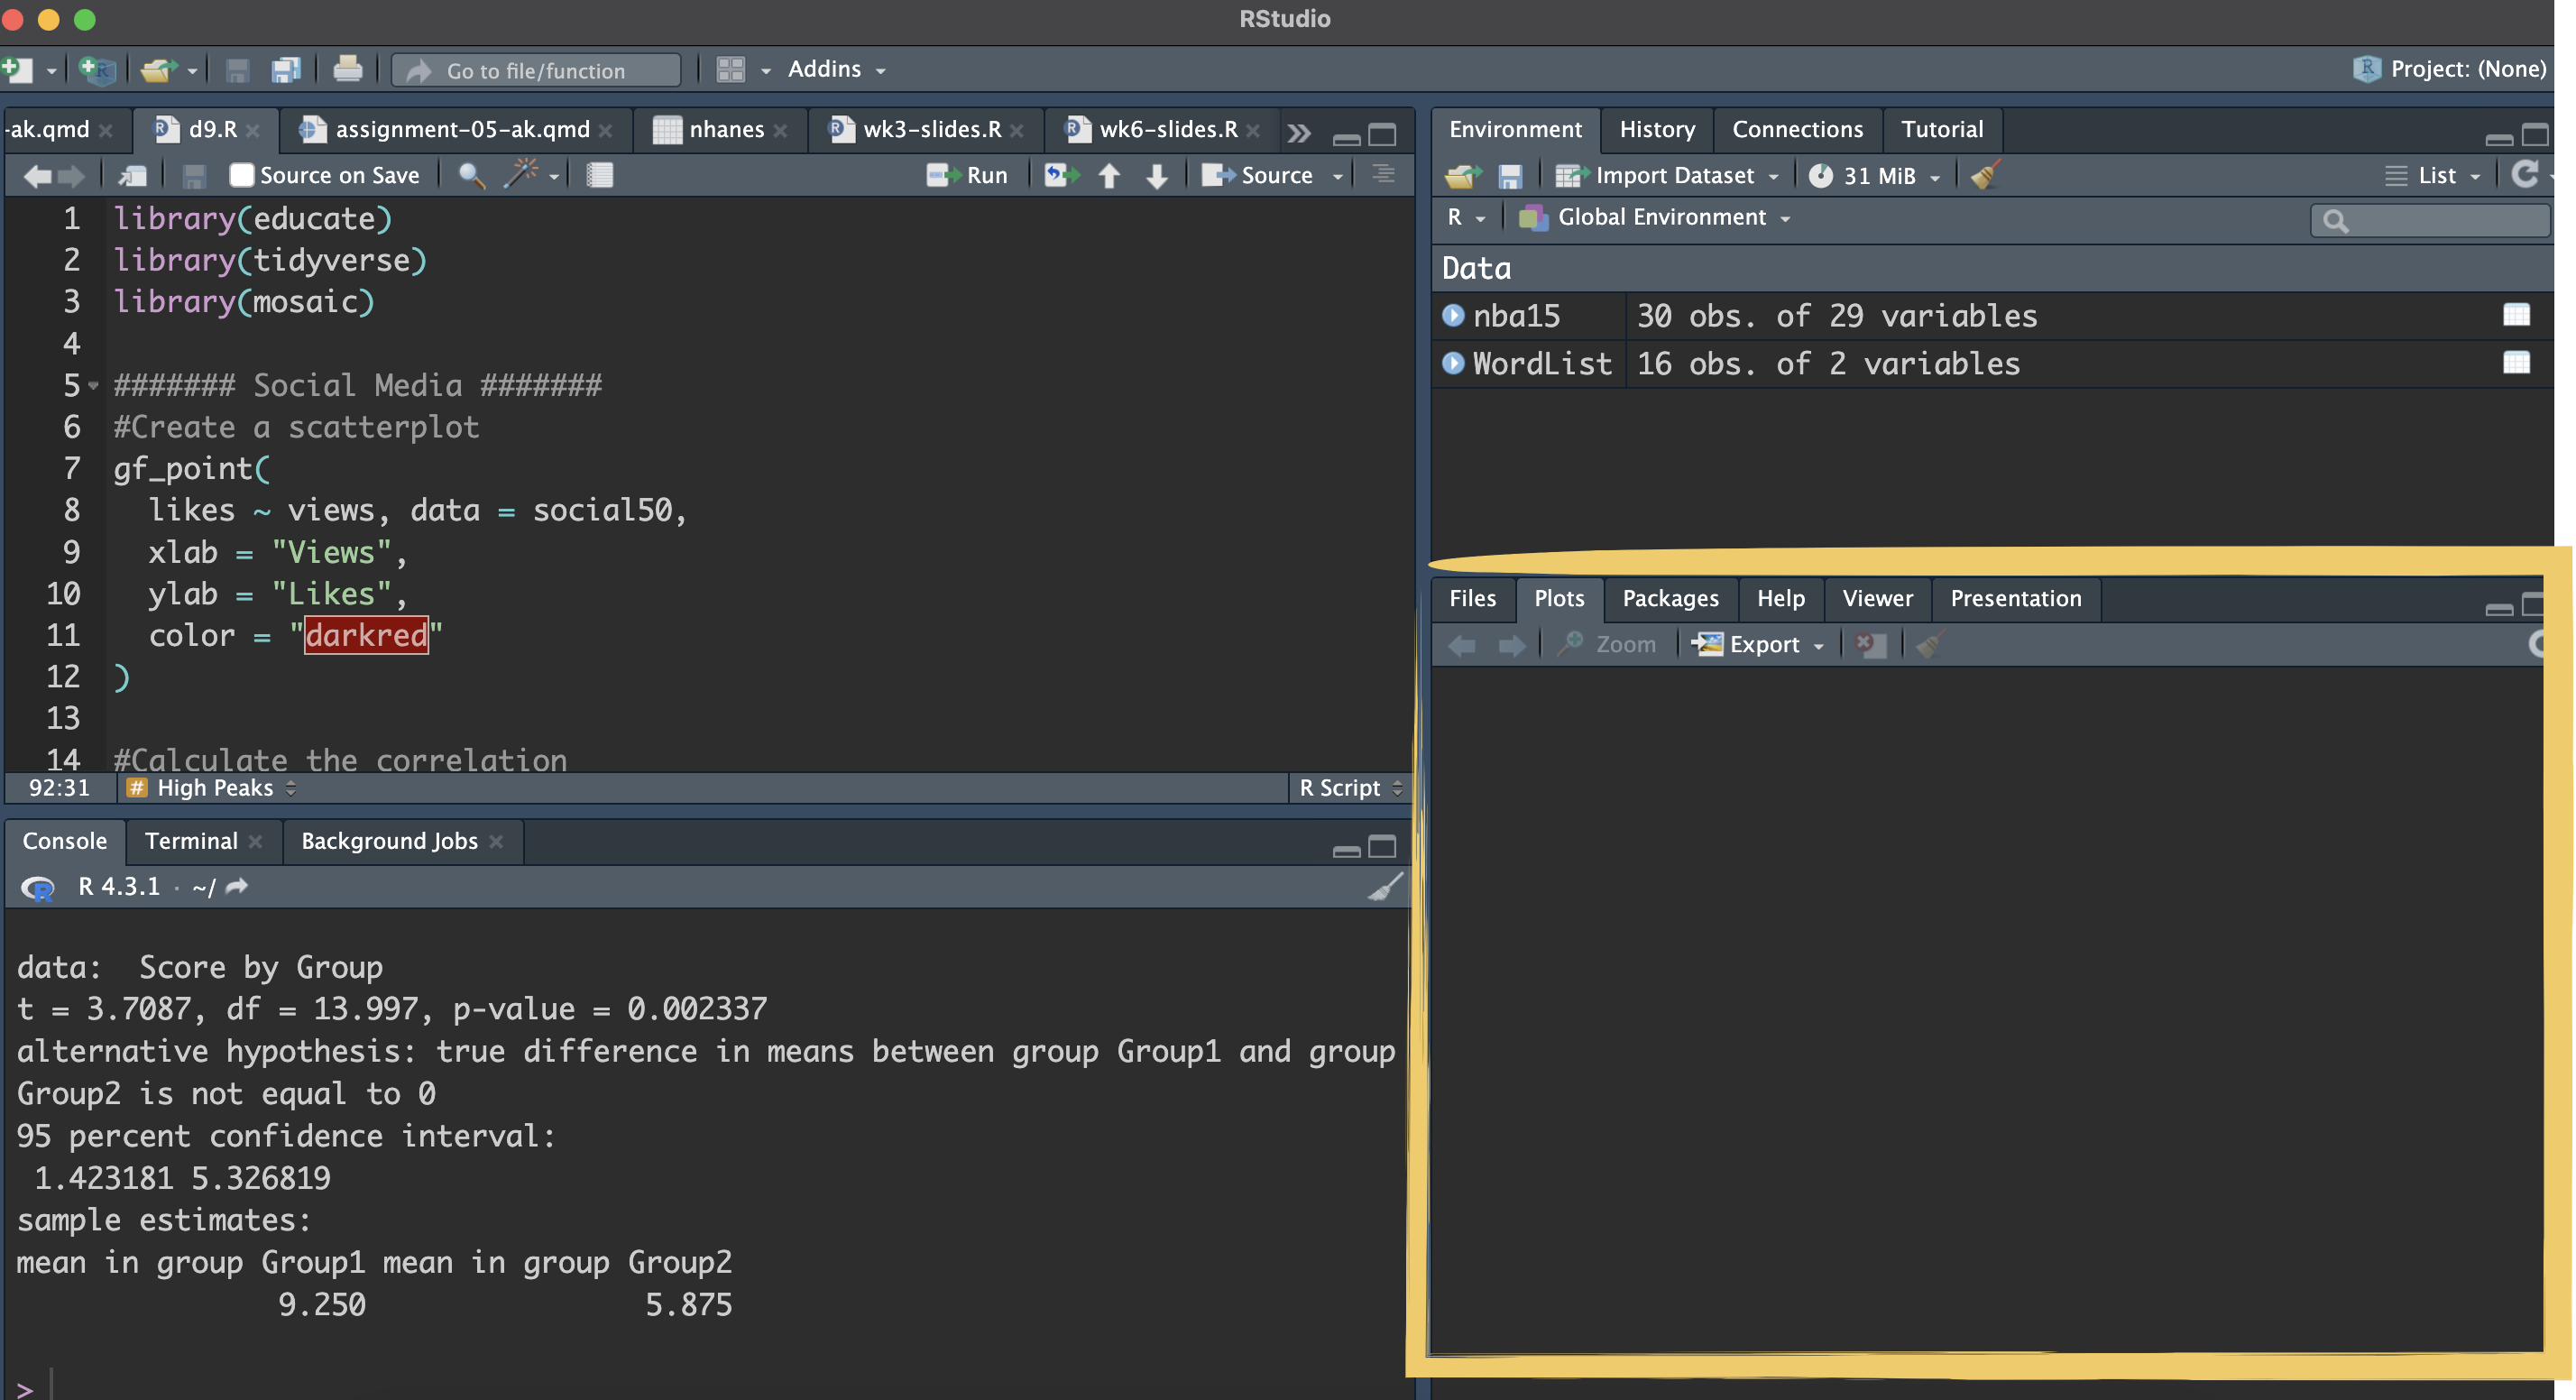 RStudio
Go to file/function Addins Project: (None)
-ak.qmd d9.R assignment-05-ak.qmd nhanes wk3-slides.R wk6-slides.R
Source on Save Run Source
1 library(educate)
2 library(tidyverse)
3 library(mosaic)
4
5 ####### Social Media #######
6 #Create a scatterplot
7 gf_point(
8 likes ~ views, data = social50,
9 xlab = "Views",
10 ylab = "Likes",
11 color = "darkred"
12 )
13
14 #Calculate the correlation
92:31 # High Peaks R Script
Console Terminal Background Jobs
R 4.3.1 · ~/
data:  Score by Group
t = 3.7087, df = 13.997, p-value = 0.002337
alternative hypothesis: true difference in means between group Group1 and group
Group2 is not equal to 0
95 percent confidence interval:
1.423181 5.326819
sample estimates:
mean in group Group1 mean in group Group2
9.250 5.875
>
Environment History Connections Tutorial
Import Dataset 31 MiB List
R Global Environment
Data
nba15 30 obs. of 29 variables
WordList 16 obs. of 2 variables
Files Plots Packages Help Viewer Presentation
Zoom Export